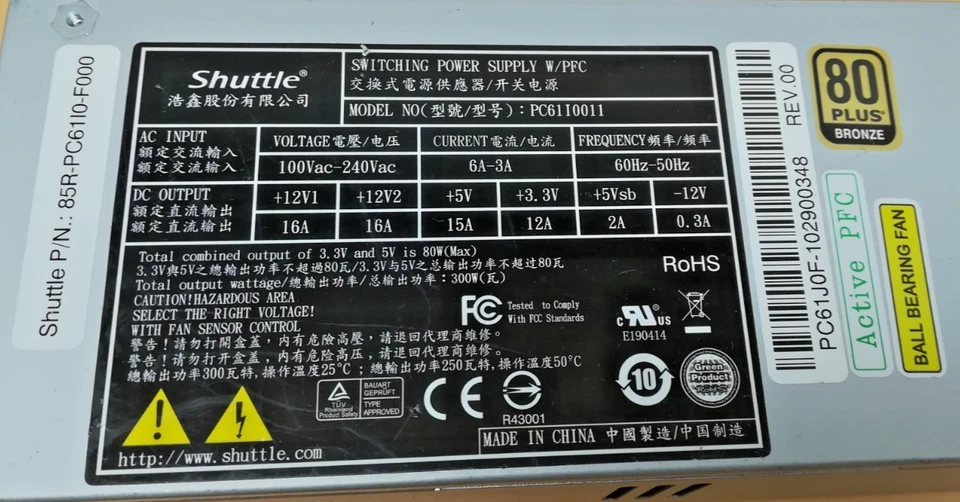 Shuttle P/N.: 85R-PC61I0-F000
Shuttle®
浩鑫股份有限公司
SWITCHING POWER SUPPLY W/PFC
交換式電源供應器/开关电源
MODEL NO(型號/型号): PC61I0011
AC INPUT
額定交流輸入
额定交流输入
VOLTAGE電壓/电压
CURRENT電流/电流
FREQUENCY頻率/频率
100Vac-240Vac
6A-3A
60Hz-50Hz
DC OUTPUT
額定直流輸出
额定直流输出
+12V1
+12V2
+5V
+3.3V
+5Vsb
-12V
16A
16A
15A
12A
2A
0.3A
Total combined output of 3.3V and 5V is 80W(Max)
3.3V與5V之總輸出功率不超過80瓦/3.3V与5V之总输出功率不超过80瓦
Total output wattage/總輸出功率/总输出功率: 300W(瓦)
CAUTION!HAZARDOUS AREA
SELECT THE RIGHT VOLTAGE!
WITH FAN SENSOR CONTROL
警告!請勿打開盒蓋,內有危險高壓,請退回代理商維修。
警告!请勿打开盒盖,内有危险高压,请退回代理商维修。
總輸出功率300瓦特,操作溫度25°C;總輸出功率250瓦特,操作溫度50°C
RoHS
FC
Tested to Comply
With FCC Standards
c RU us
E190414
TÜV
Rheinland
Product Safety
BAUART
GEPRÜFT
TYPE
APPROVED
CE
R43001
10
Green
Product
MADE IN CHINA 中國製造/中国制造
http://www.shuttle.com
PC61J0F-102900348
REV.00
80
PLUS®
BRONZE
Active PFC
BALL BEARING FAN